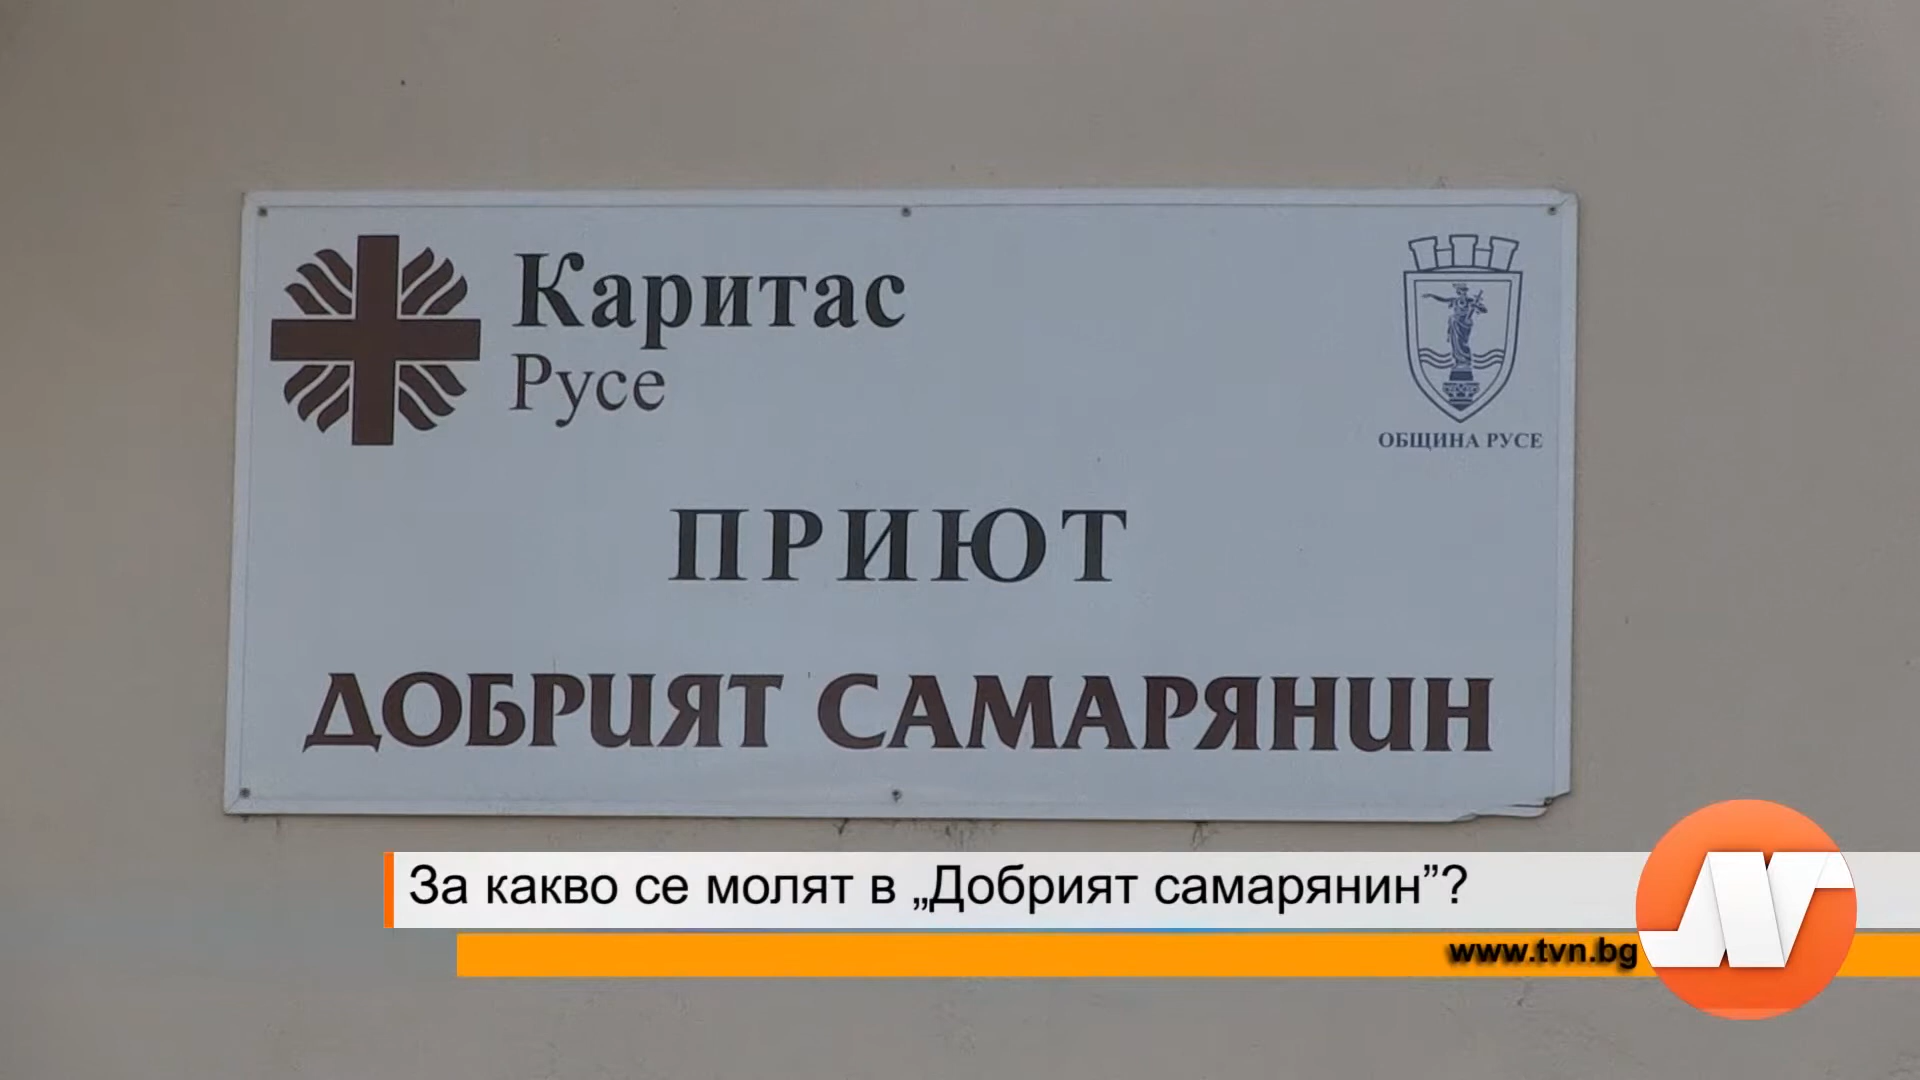 Каритас
Русе
ОБЩИНА РУСЕ
ПРИЮТ
ДОБРИЯТ САМАРЯНИН
За какво се молят в „Добрият самарянин”?
www.tvn.bg